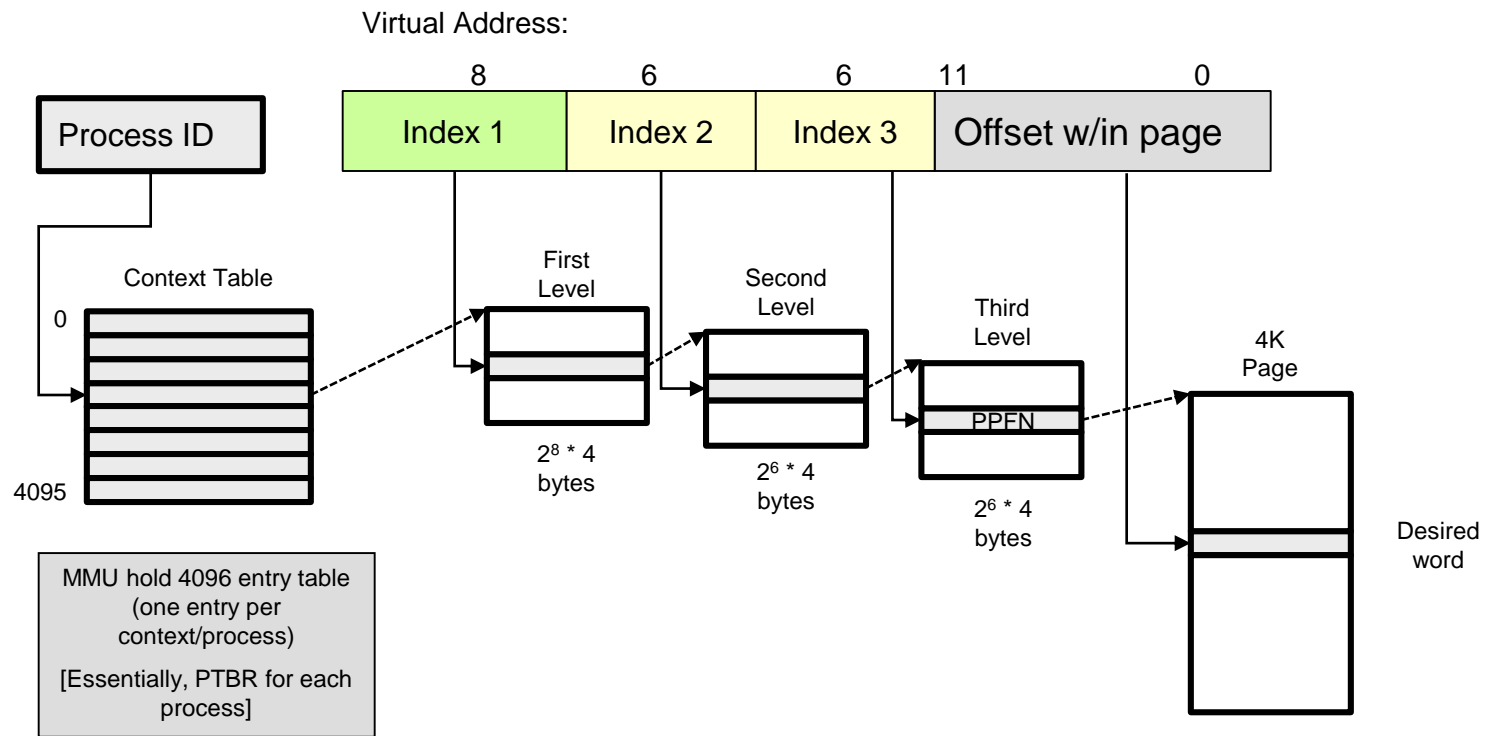 Virtual Address:
8 6 6 11 0
Process ID
Index 1 Index 2 Index 3 Offset w/in page
Context Table
0
4095
First
Level
2⁸ * 4
bytes
Second
Level
2⁶ * 4
bytes
Third
Level
PPFN
2⁶ * 4
bytes
4K
Page
Desired
word
MMU hold 4096 entry table
(one entry per
context/process)
[Essentially, PTBR for each
process]